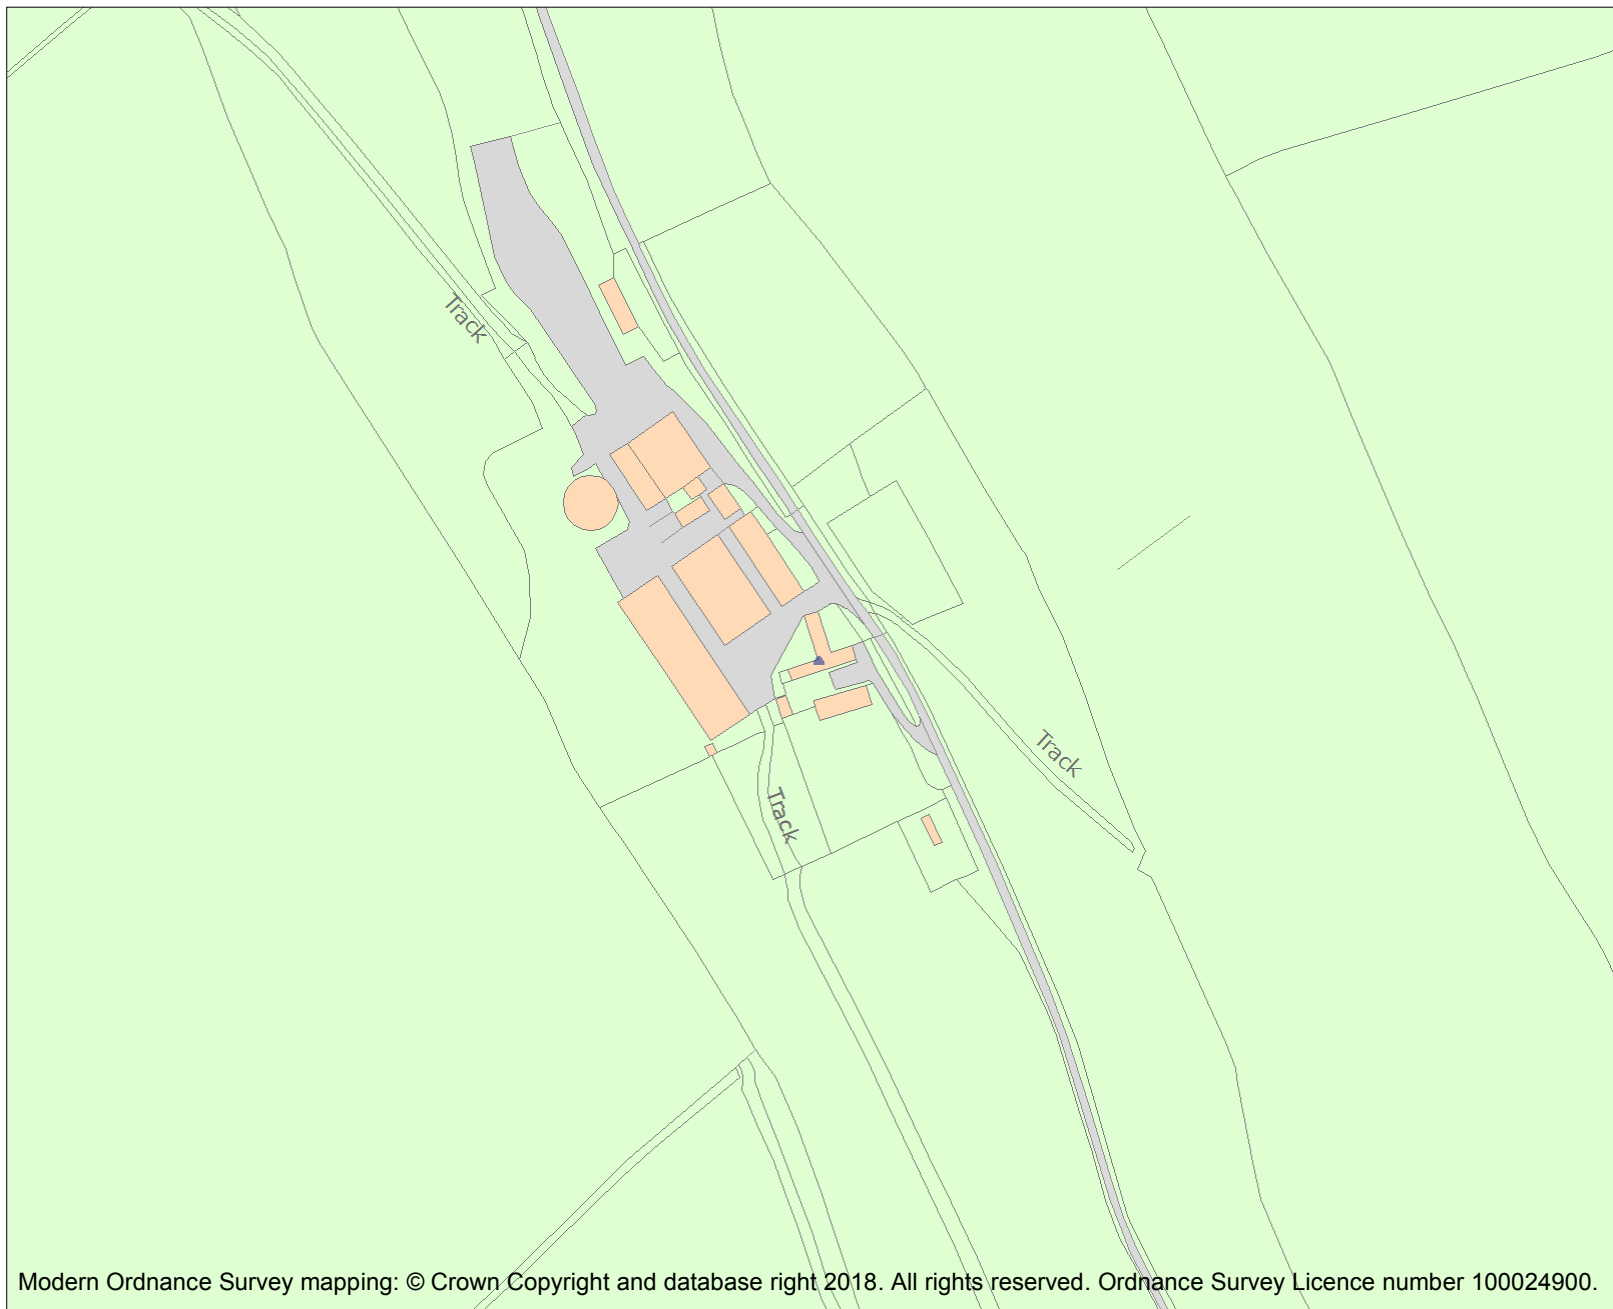 Track
Track
Track
Modern Ordnance Survey mapping: © Crown Copyright and database right 2018. All rights reserved. Ordnance Survey Licence number 100024900.